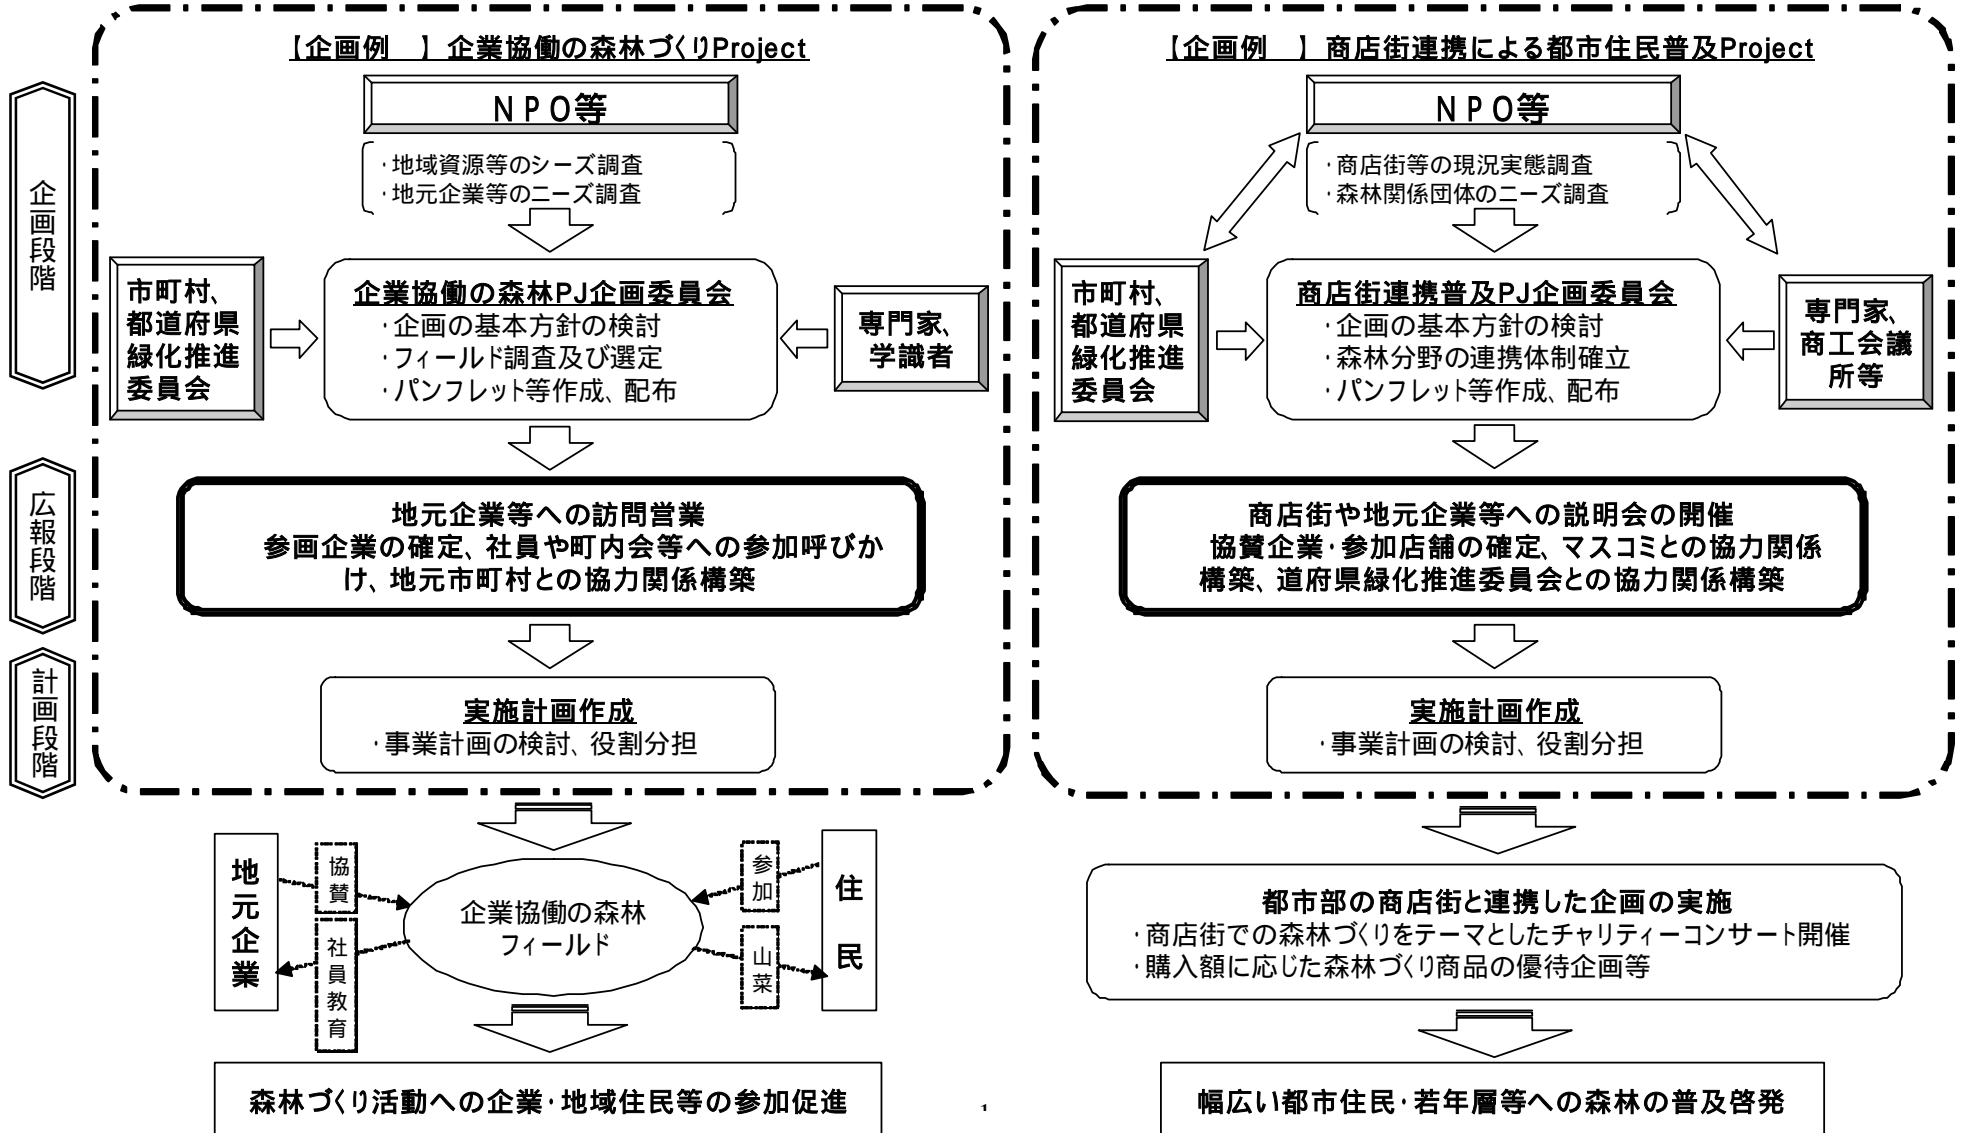 企画段階
広報段階
計画段階
【企画例　】企業協働の森林づくりProject
ＮＰＯ等
・地域資源等のシーズ調査
・地元企業等のニーズ調査
市町村、
都道府県
緑化推進
委員会
企業協働の森林PJ企画委員会
・企画の基本方針の検討
・フィールド調査及び選定
・パンフレット等作成、配布
専門家、
学識者
地元企業等への訪問営業
参画企業の確定、社員や町内会等への参加呼びか
け、地元市町村との協力関係構築
実施計画作成
・事業計画の検討、役割分担
地元企業
協賛
社員教育
企業協働の森林
フィールド
参加
山菜
住民
森林づくり活動への企業・地域住民等の参加促進
【企画例　】商店街連携による都市住民普及Project
ＮＰＯ等
・商店街等の現況実態調査
・森林関係団体のニーズ調査
市町村、
都道府県
緑化推進
委員会
商店街連携普及PJ企画委員会
・企画の基本方針の検討
・森林分野の連携体制確立
・パンフレット等作成、配布
専門家、
商工会議
所等
商店街や地元企業等への説明会の開催
協賛企業・参加店舗の確定、マスコミとの協力関係
構築、道府県緑化推進委員会との協力関係構築
実施計画作成
・事業計画の検討、役割分担
都市部の商店街と連携した企画の実施
・商店街での森林づくりをテーマとしたチャリティーコンサート開催
・購入額に応じた森林づくり商品の優待企画等
幅広い都市住民・若年層等への森林の普及啓発
1